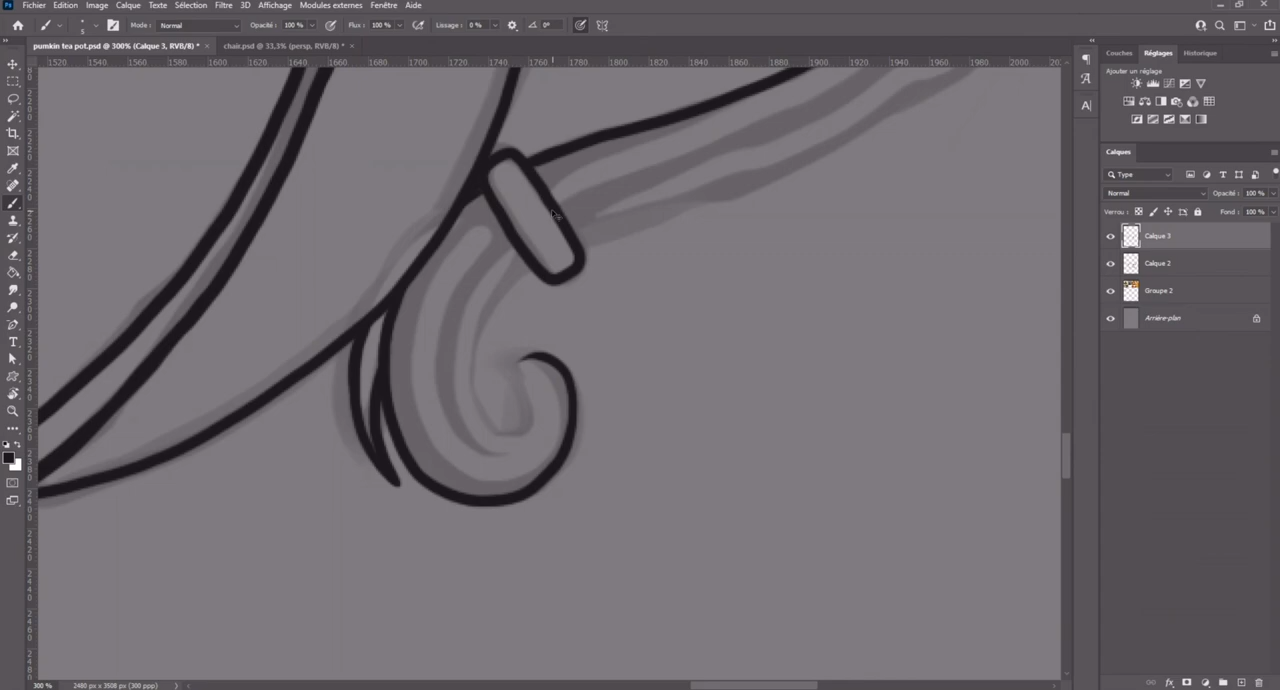 Fichier Edition Image Calque Texte Sélection Filtre 3D Affichage Modules externes Fenêtre Aide
Mode : Normal Opacité : 100 % Flux : 100 % Lissage : 0 % 0°
5
pumkin tea pot.psd @ 300% (Calque 3, RVB/8) * × chair.psd @ 33,3% (persp, RVB/8) * ×
1520 1540 1560 1580 1600 1620 1640 1660 1680 1700 1720 1740 1760 1780 1800 1820 1840 1860 1880 1900 1920 1940 1960 1980 2000
Couches Réglages Historique
Ajouter un réglage
Calques
Type
Normal Opacité : 100 %
Verrou : Fond : 100 %
Calque 3
Calque 2
Groupe 2
Arrière-plan
300 % 2480 px x 3508 px (300 ppp)